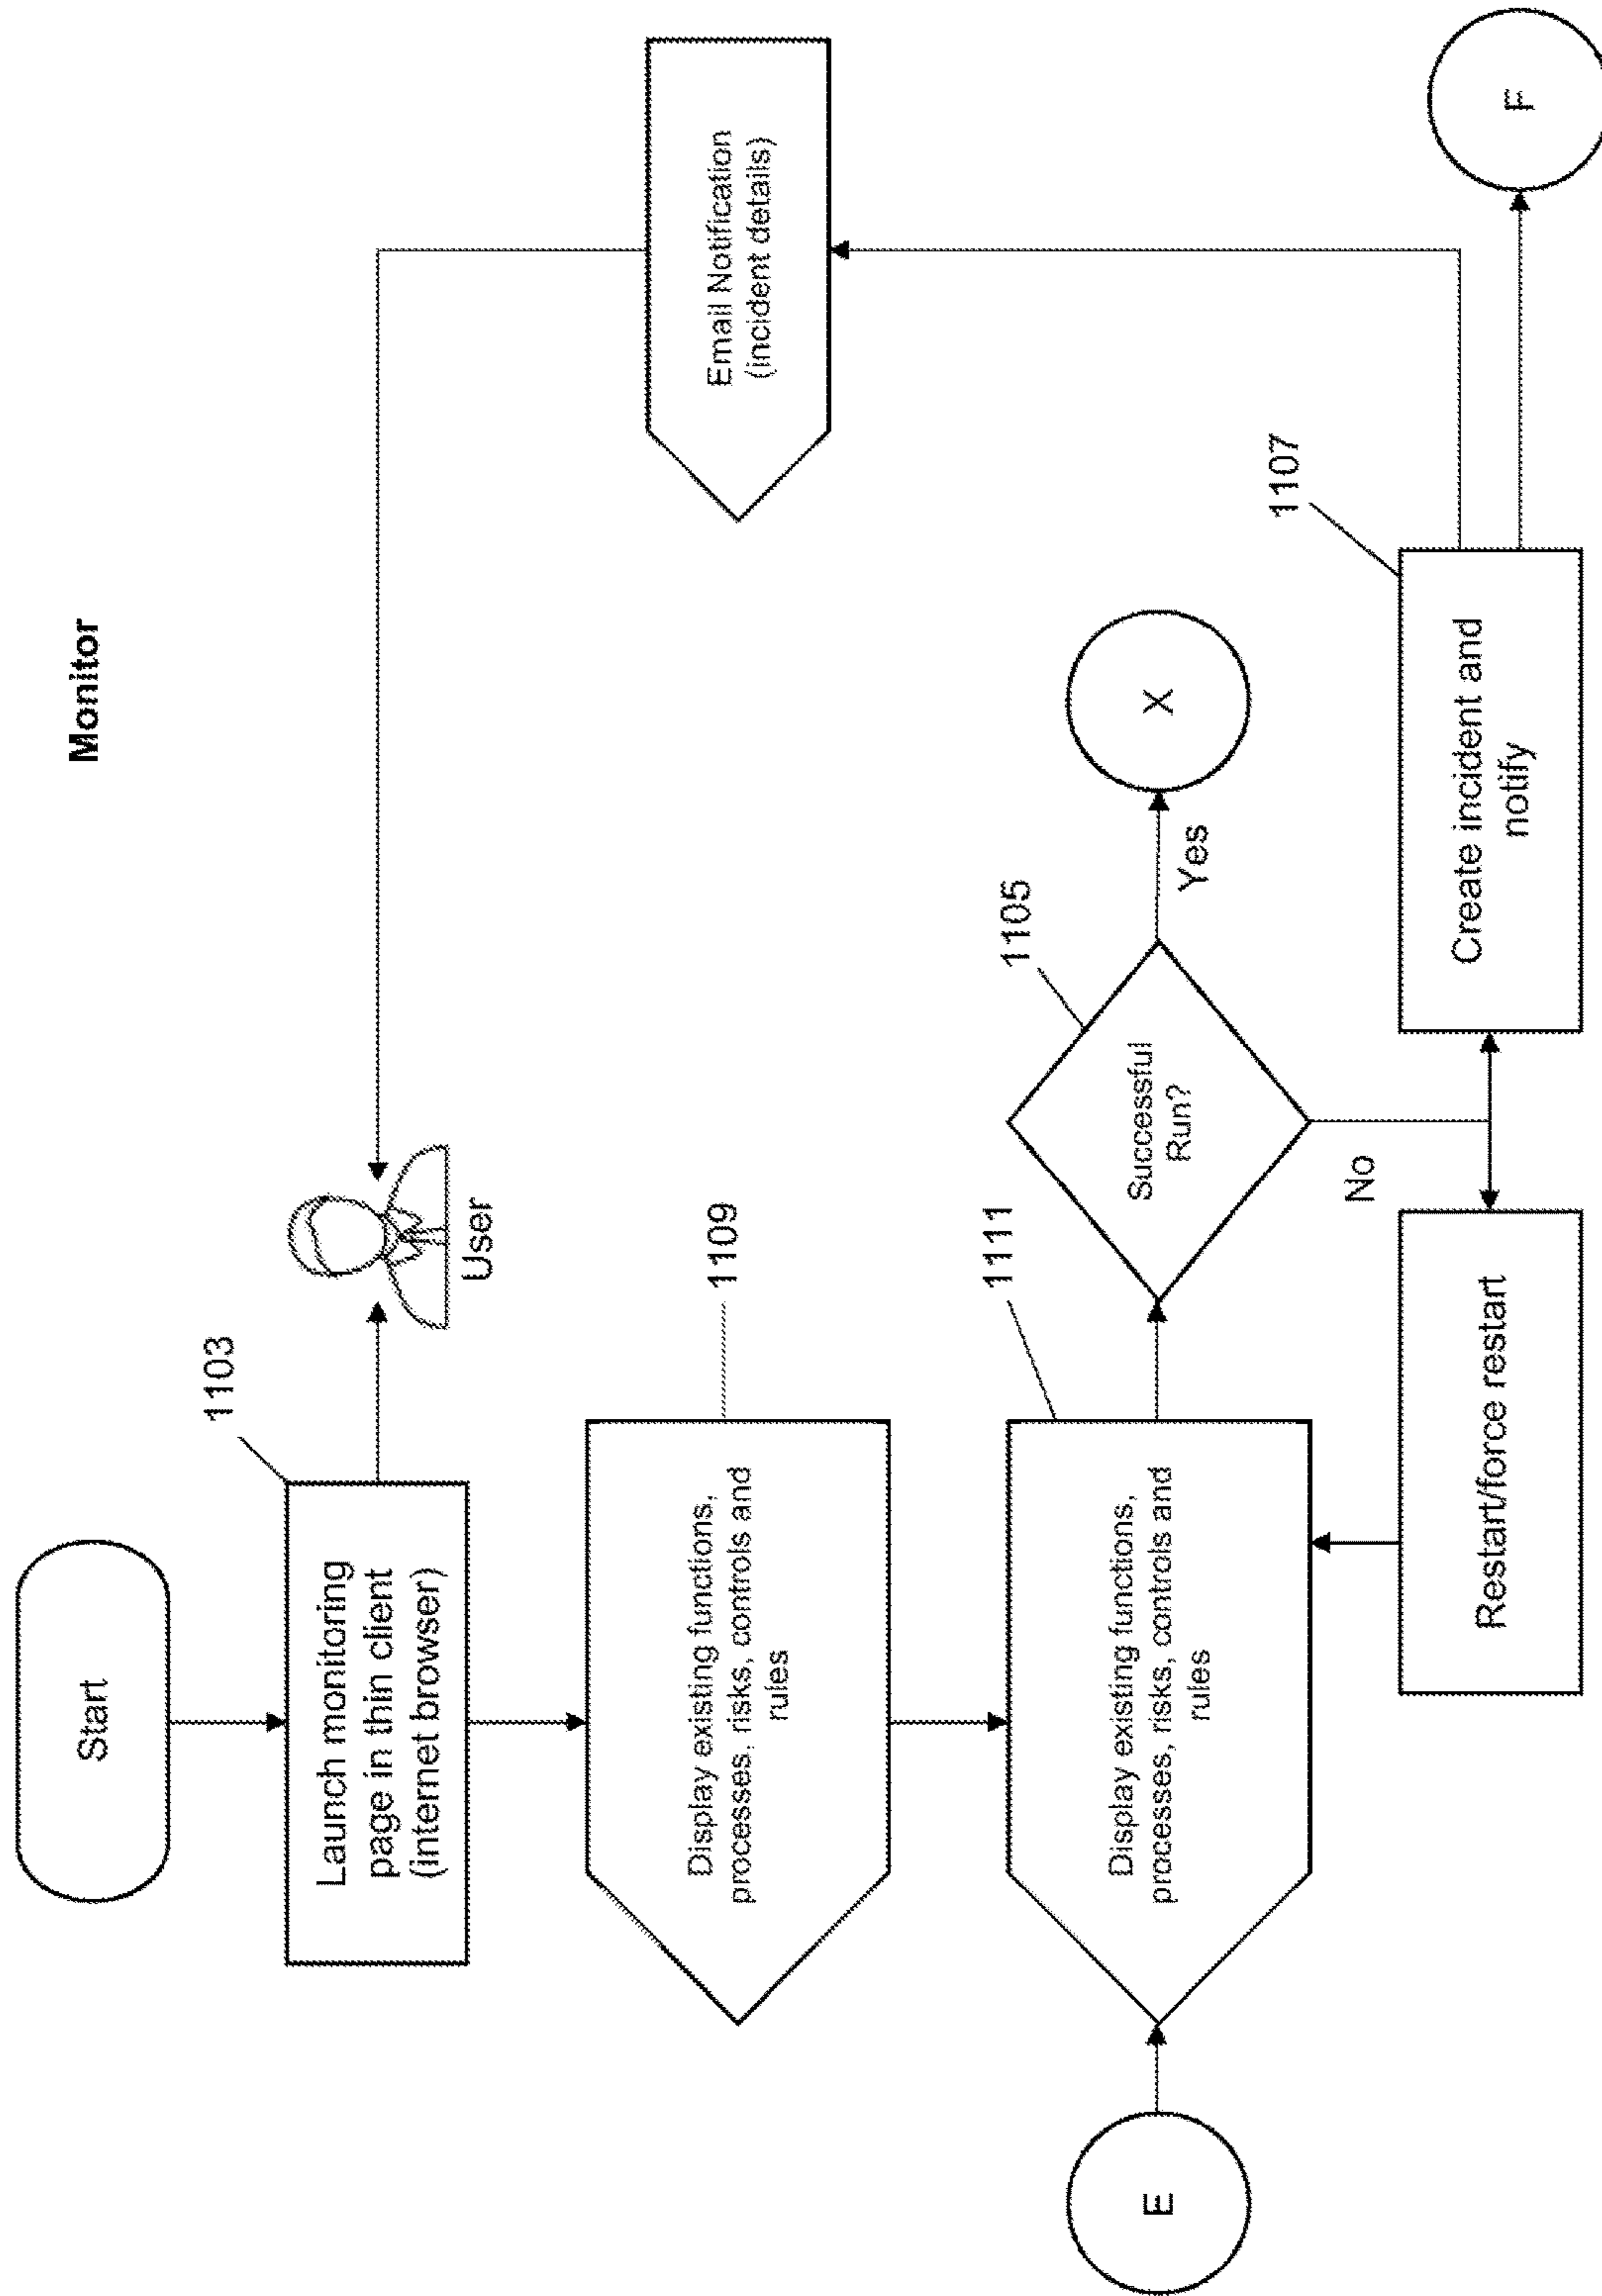 Monitor
Start
1103
Launch monitoring
page in thin client
(internet browser)
User
1109
Display existing functions,
processes, risks, controls and
rules
Email Notification
(incident details)
E
1111
Display existing functions,
processes, risks, controls and
rules
1105
Successful
Run?
Yes
X
No
Restart/force restart
1107
Create incident and
notify
F